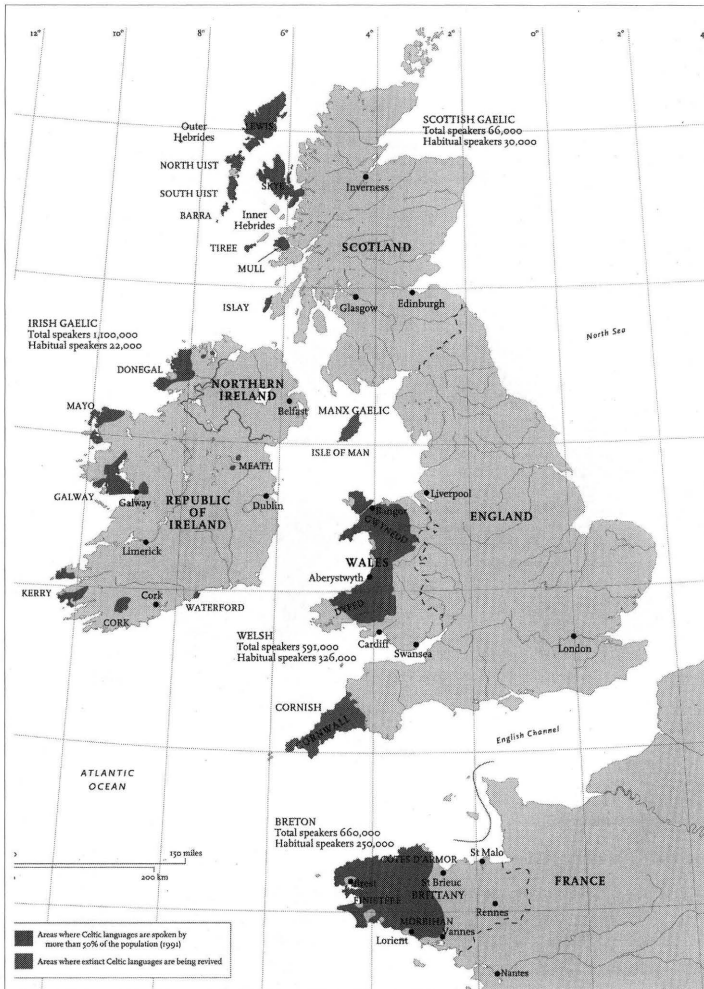 12°
10°
8°
6°
4°
2°
0°
2°
4
SCOTTISH GAELIC
Total speakers 66,000
Habitual speakers 30,000
Outer
Hebrides
LEWIS
NORTH UIST
SKYE
SOUTH UIST
Inverness
BARRA
Inner
Hebrides
TIREE
SCOTLAND
MULL
ISLAY
Glasgow
Edinburgh
IRISH GAELIC
Total speakers 1,100,000
Habitual speakers 22,000
North Sea
DONEGAL
NORTHERN
IRELAND
Belfast
MAYO
MANX GAELIC
ISLE OF MAN
MEATH
GALWAY
Galway
REPUBLIC
OF
IRELAND
Dublin
Bangor
GWYNEDD
Liverpool
ENGLAND
Limerick
WALES
Aberystwyth
KERRY
Cork
CORK
WATERFORD
DYFED
WELSH
Total speakers 591,000
Habitual speakers 326,000
Cardiff
Swansea
London
CORNISH
CORNWALL
English Channel
ATLANTIC
OCEAN
BRETON
Total speakers 660,000
Habitual speakers 250,000
0
150 miles
200 km
CÔTES D'ARMOR
St Malo
Brest
St Brieuc
BRITTANY
FRANCE
FINISTÈRE
Rennes
MORBIHAN
Lorient
Vannes
Nantes
Areas where Celtic languages are spoken by
more than 50% of the population (1991)
Areas where extinct Celtic languages are being revived